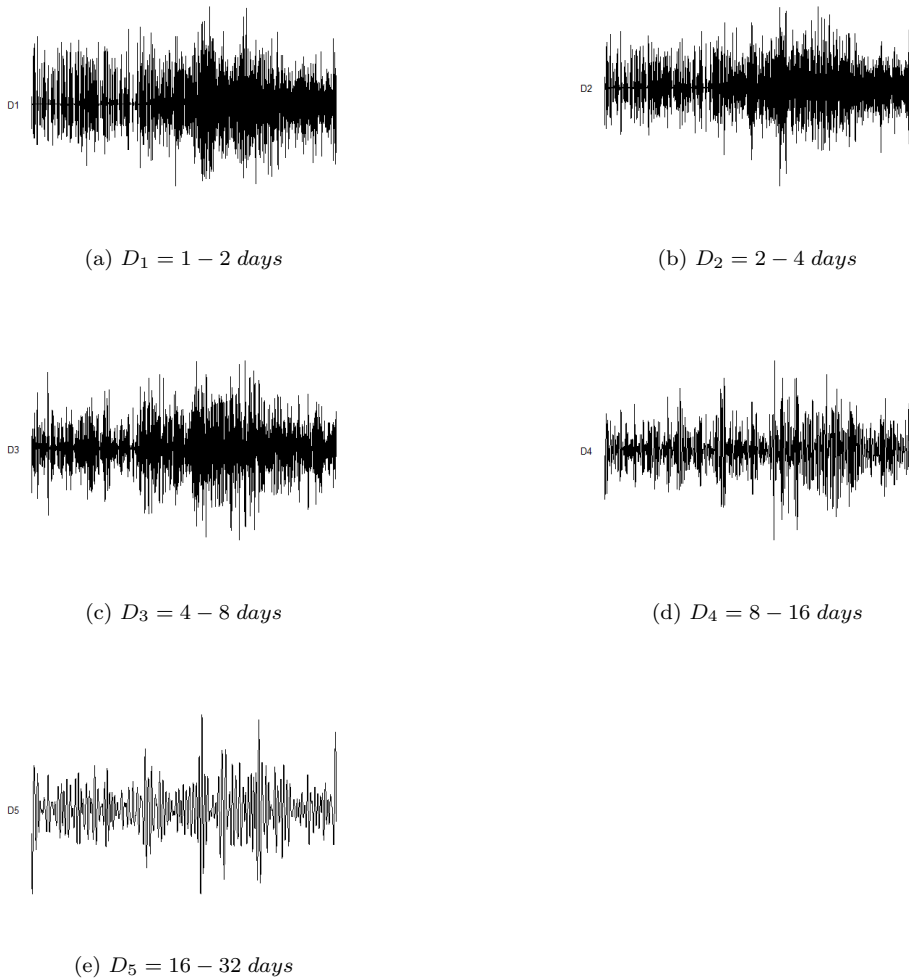 D1
D2
(a) D₁ = 1 − 2 days
(b) D₂ = 2 − 4 days
D3
D4
(c) D₃ = 4 − 8 days
(d) D₄ = 8 − 16 days
D5
(e) D₅ = 16 − 32 days